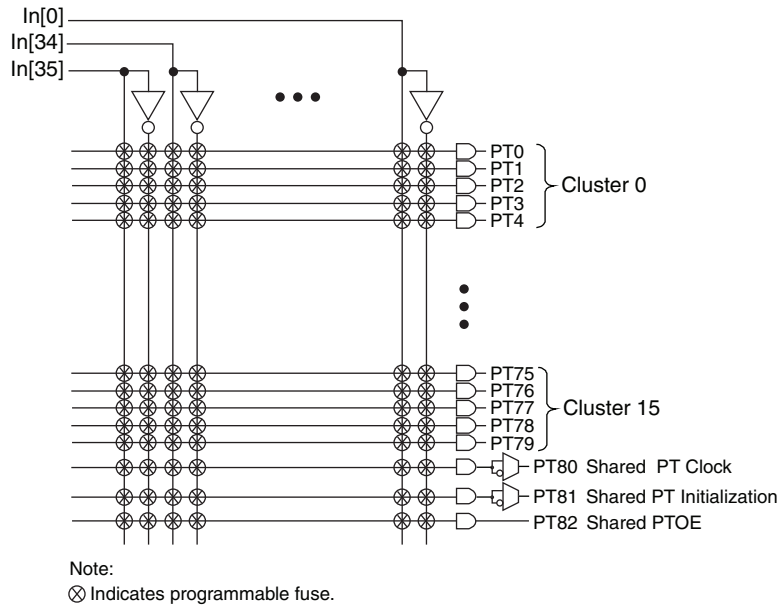 In[0]
In[34]
In[35]
PT0
PT1
PT2
PT3
PT4
Cluster 0
PT75
PT76
PT77
PT78
PT79
Cluster 15
PT80 Shared PT Clock
PT81 Shared PT Initialization
PT82 Shared PTOE
Note:
Indicates programmable fuse.